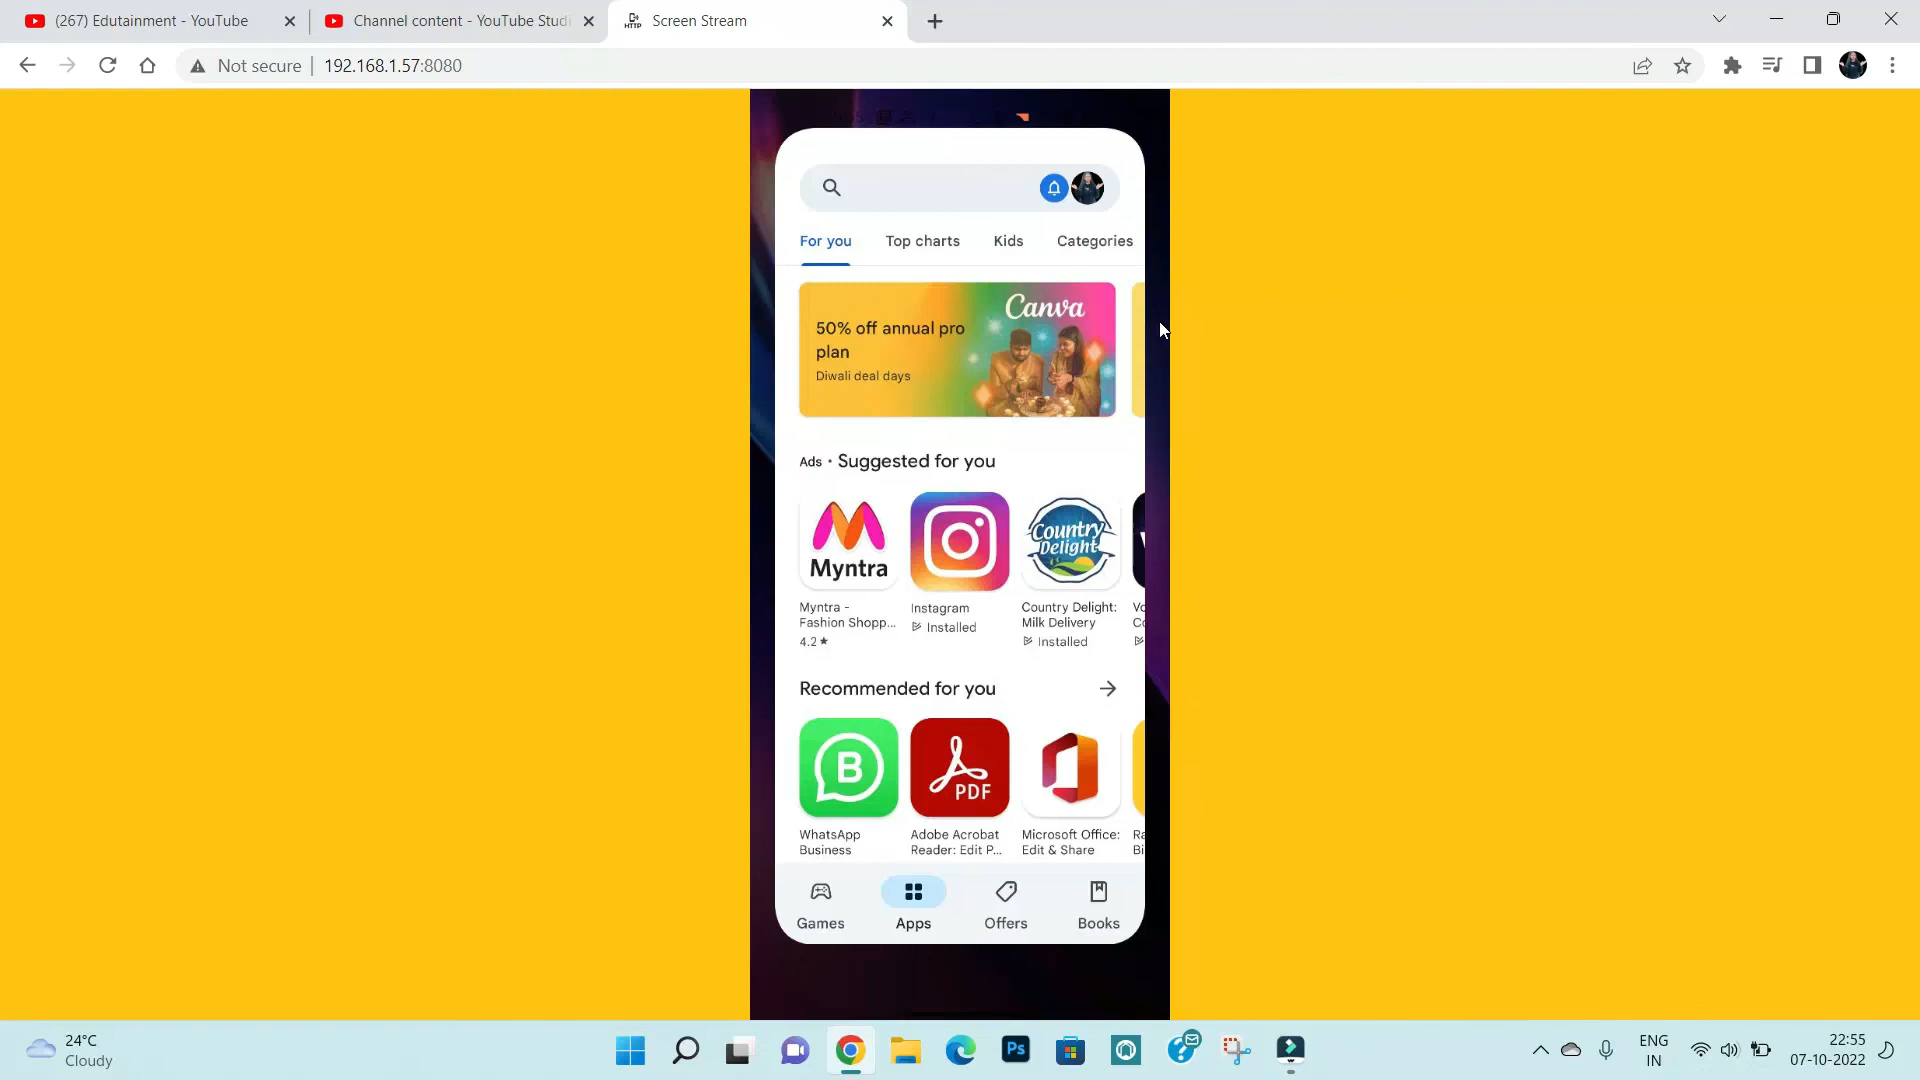 (267) Edutainment - YouTube
Channel content - YouTube Studi
HTTP
Screen Stream
Not secure
192.168.1.57:8080
For you
Top charts
Kids
Categories
50% off annual pro
plan
Diwali deal days
Canva
Ads • Suggested for you
Myntra
Country
Delight
Myntra -
Fashion Shopp...
4.2★
Instagram
Installed
Country Delight:
Milk Delivery
Installed
Recommended for you
B
PDF
WhatsApp
Business
Adobe Acrobat
Reader: Edit P...
Microsoft Office:
Edit & Share
Games
Apps
Offers
Books
24°C
Cloudy
Ps
ENG
IN
22:55
07-10-2022